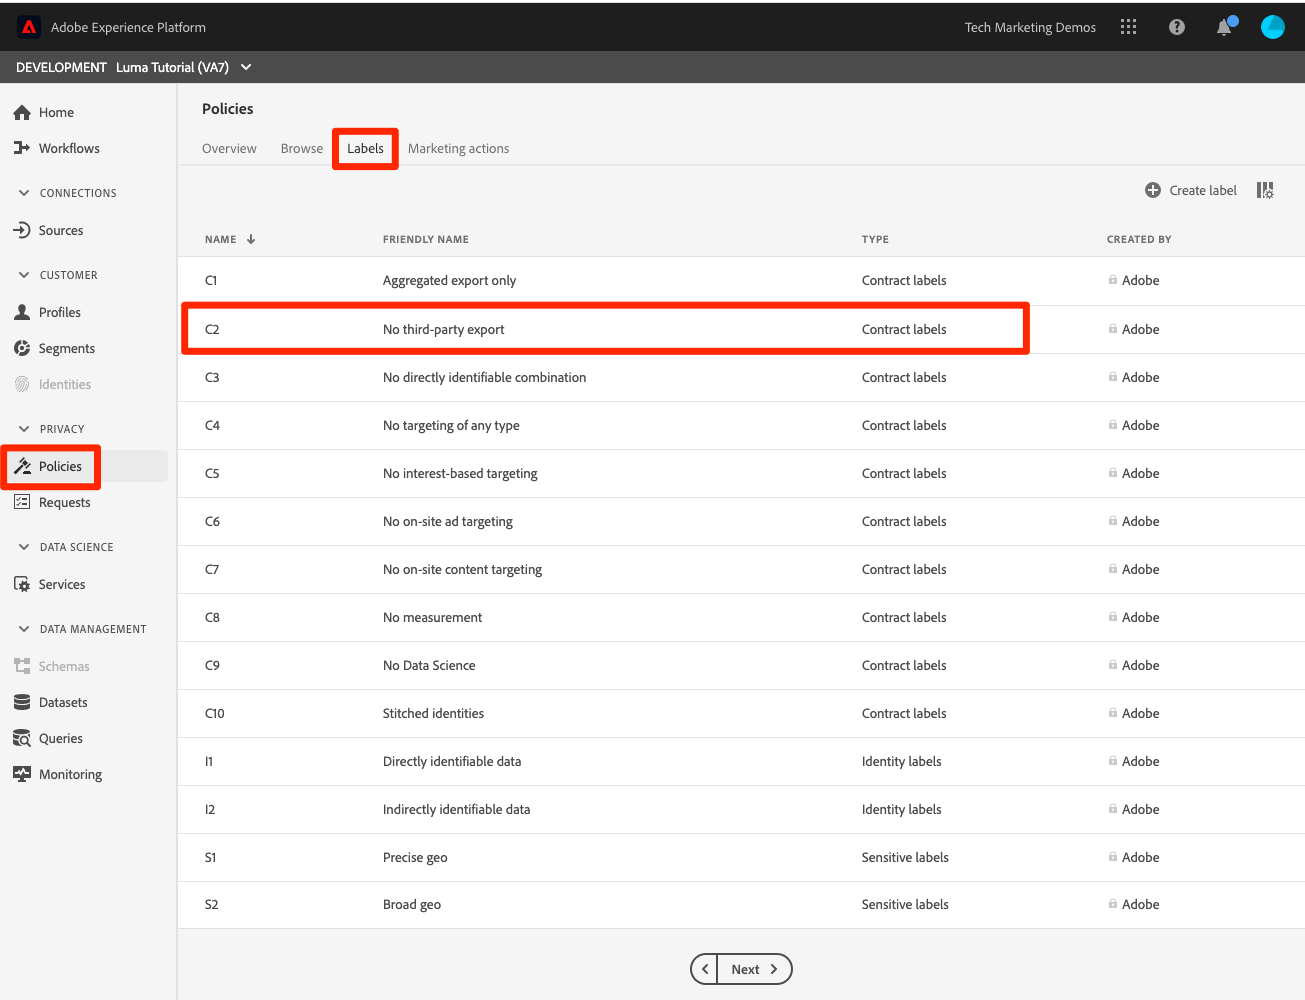 Adobe Experience Platform
Tech Marketing Demos
DEVELOPMENT Luma Tutorial (VA7)
Home
Workflows
CONNECTIONS
Sources
CUSTOMER
Profiles
Segments
Identities
PRIVACY
Policies
Requests
DATA SCIENCE
Services
DATA MANAGEMENT
Schemas
Datasets
Queries
Monitoring
Policies
Overview Browse Labels Marketing actions
Create label
NAME FRIENDLY NAME TYPE CREATED BY
C1 Aggregated export only Contract labels Adobe
C2 No third-party export Contract labels Adobe
C3 No directly identifiable combination Contract labels Adobe
C4 No targeting of any type Contract labels Adobe
C5 No interest-based targeting Contract labels Adobe
C6 No on-site ad targeting Contract labels Adobe
C7 No on-site content targeting Contract labels Adobe
C8 No measurement Contract labels Adobe
C9 No Data Science Contract labels Adobe
C10 Stitched identities Contract labels Adobe
I1 Directly identifiable data Identity labels Adobe
I2 Indirectly identifiable data Identity labels Adobe
S1 Precise geo Sensitive labels Adobe
S2 Broad geo Sensitive labels Adobe
Next